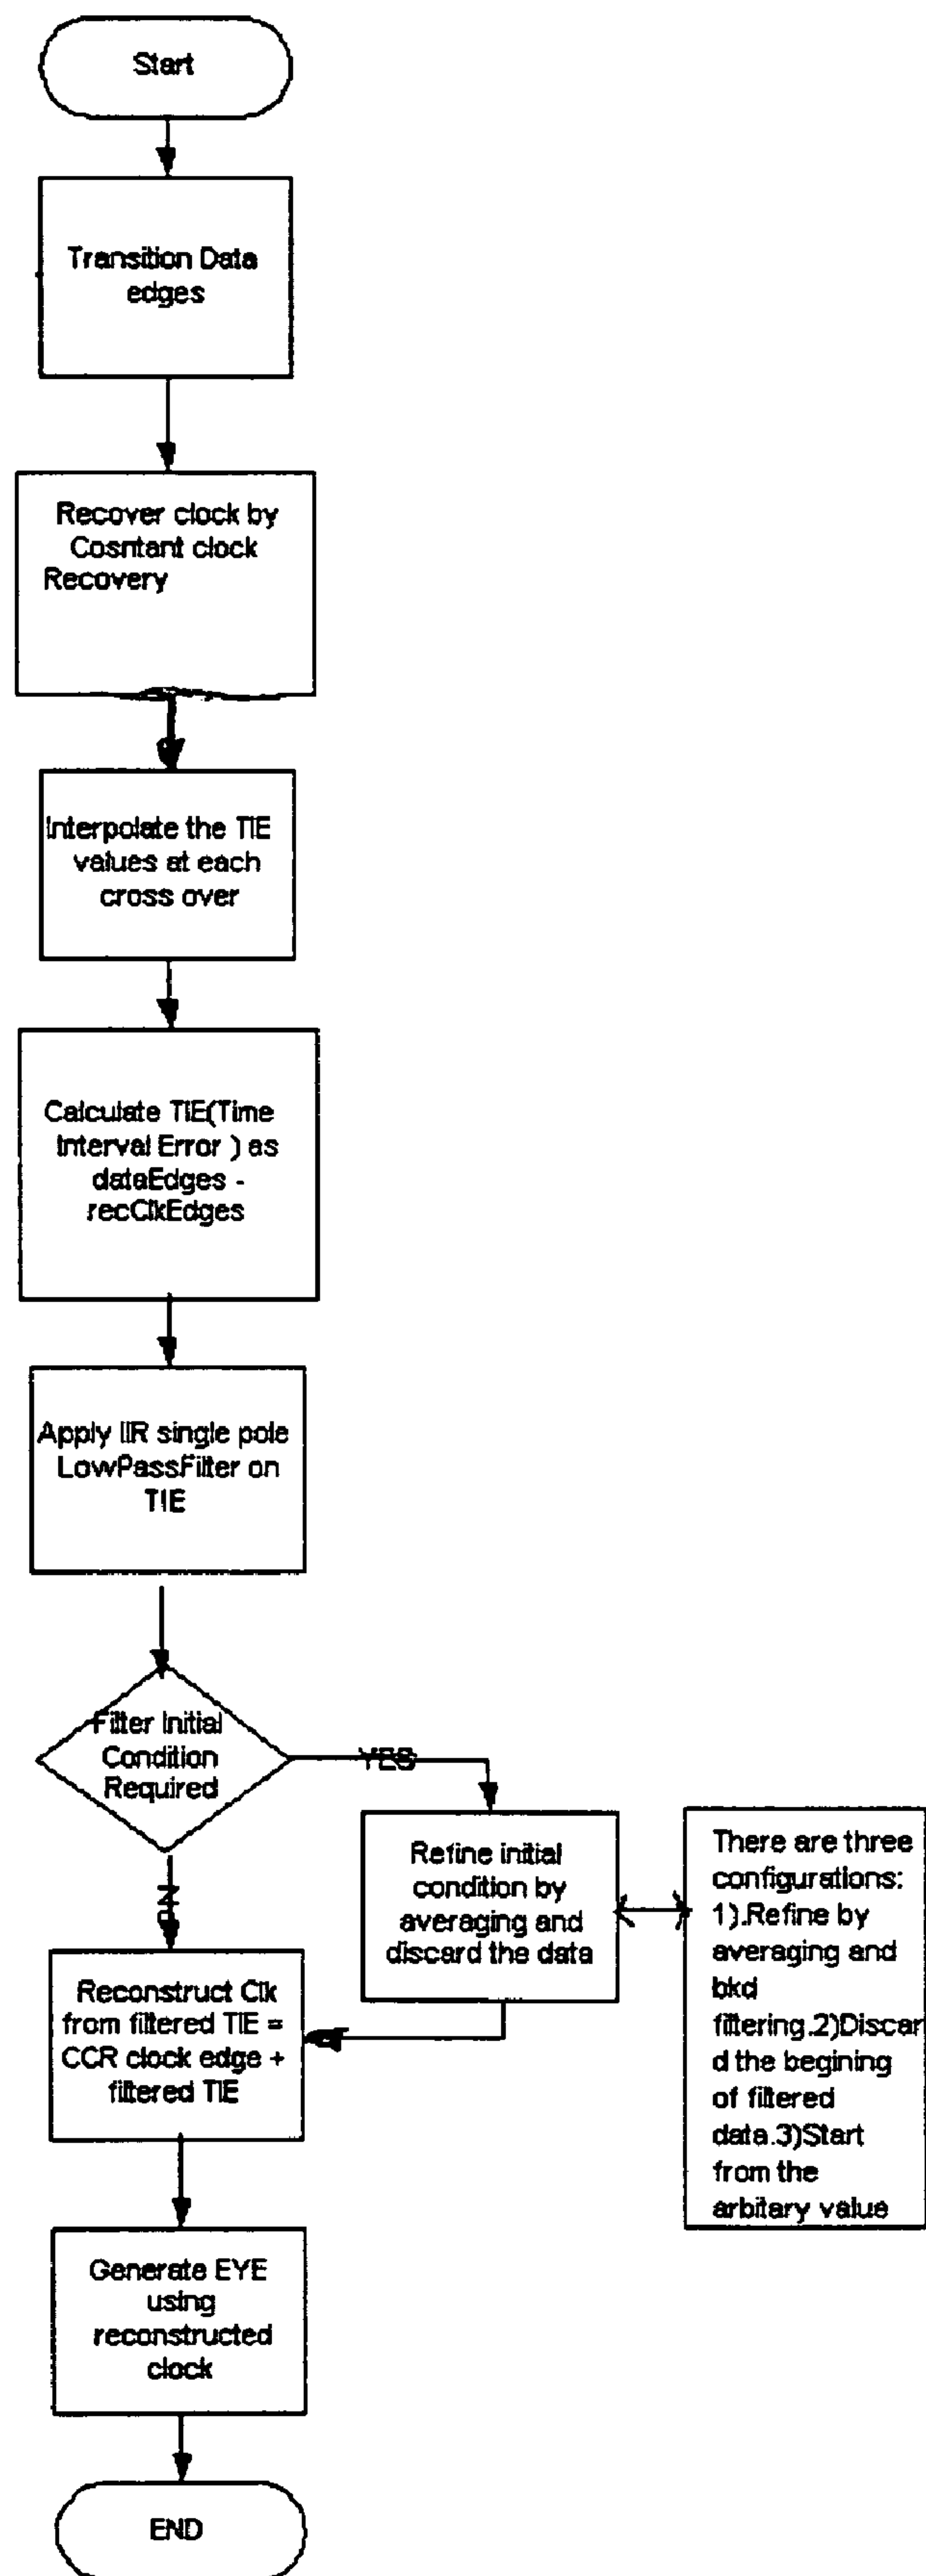 Start
Transition Data
edges
Recover clock by
Cosntant clock
Recovery
Interpolate the TIE
values at each
cross over
Calculate TIE(Time
Interval Error ) as
dataEdges -
recClkEdges
Apply IIR single pole
LowPassFilter on
TIE
Filter Initial
Condition
Required
YES
NO
Refine initial
condition by
averaging and
discard the data
There are three
configurations:
1).Refine by
averaging and
bkd
filtering.2)Discar
d the begining
of filtered
data.3)Start
from the
arbitary value
Reconstruct Clk
from filtered TIE =
CCR clock edge +
filtered TIE
Generate EYE
using
reconstructed
clock
END